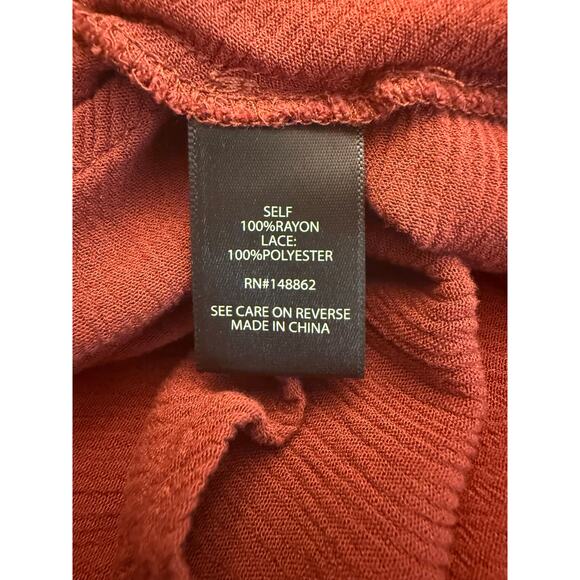 SELF
100%RAYON
LACE:
100%POLYESTER
RN#148862
SEE CARE ON REVERSE
MADE IN CHINA